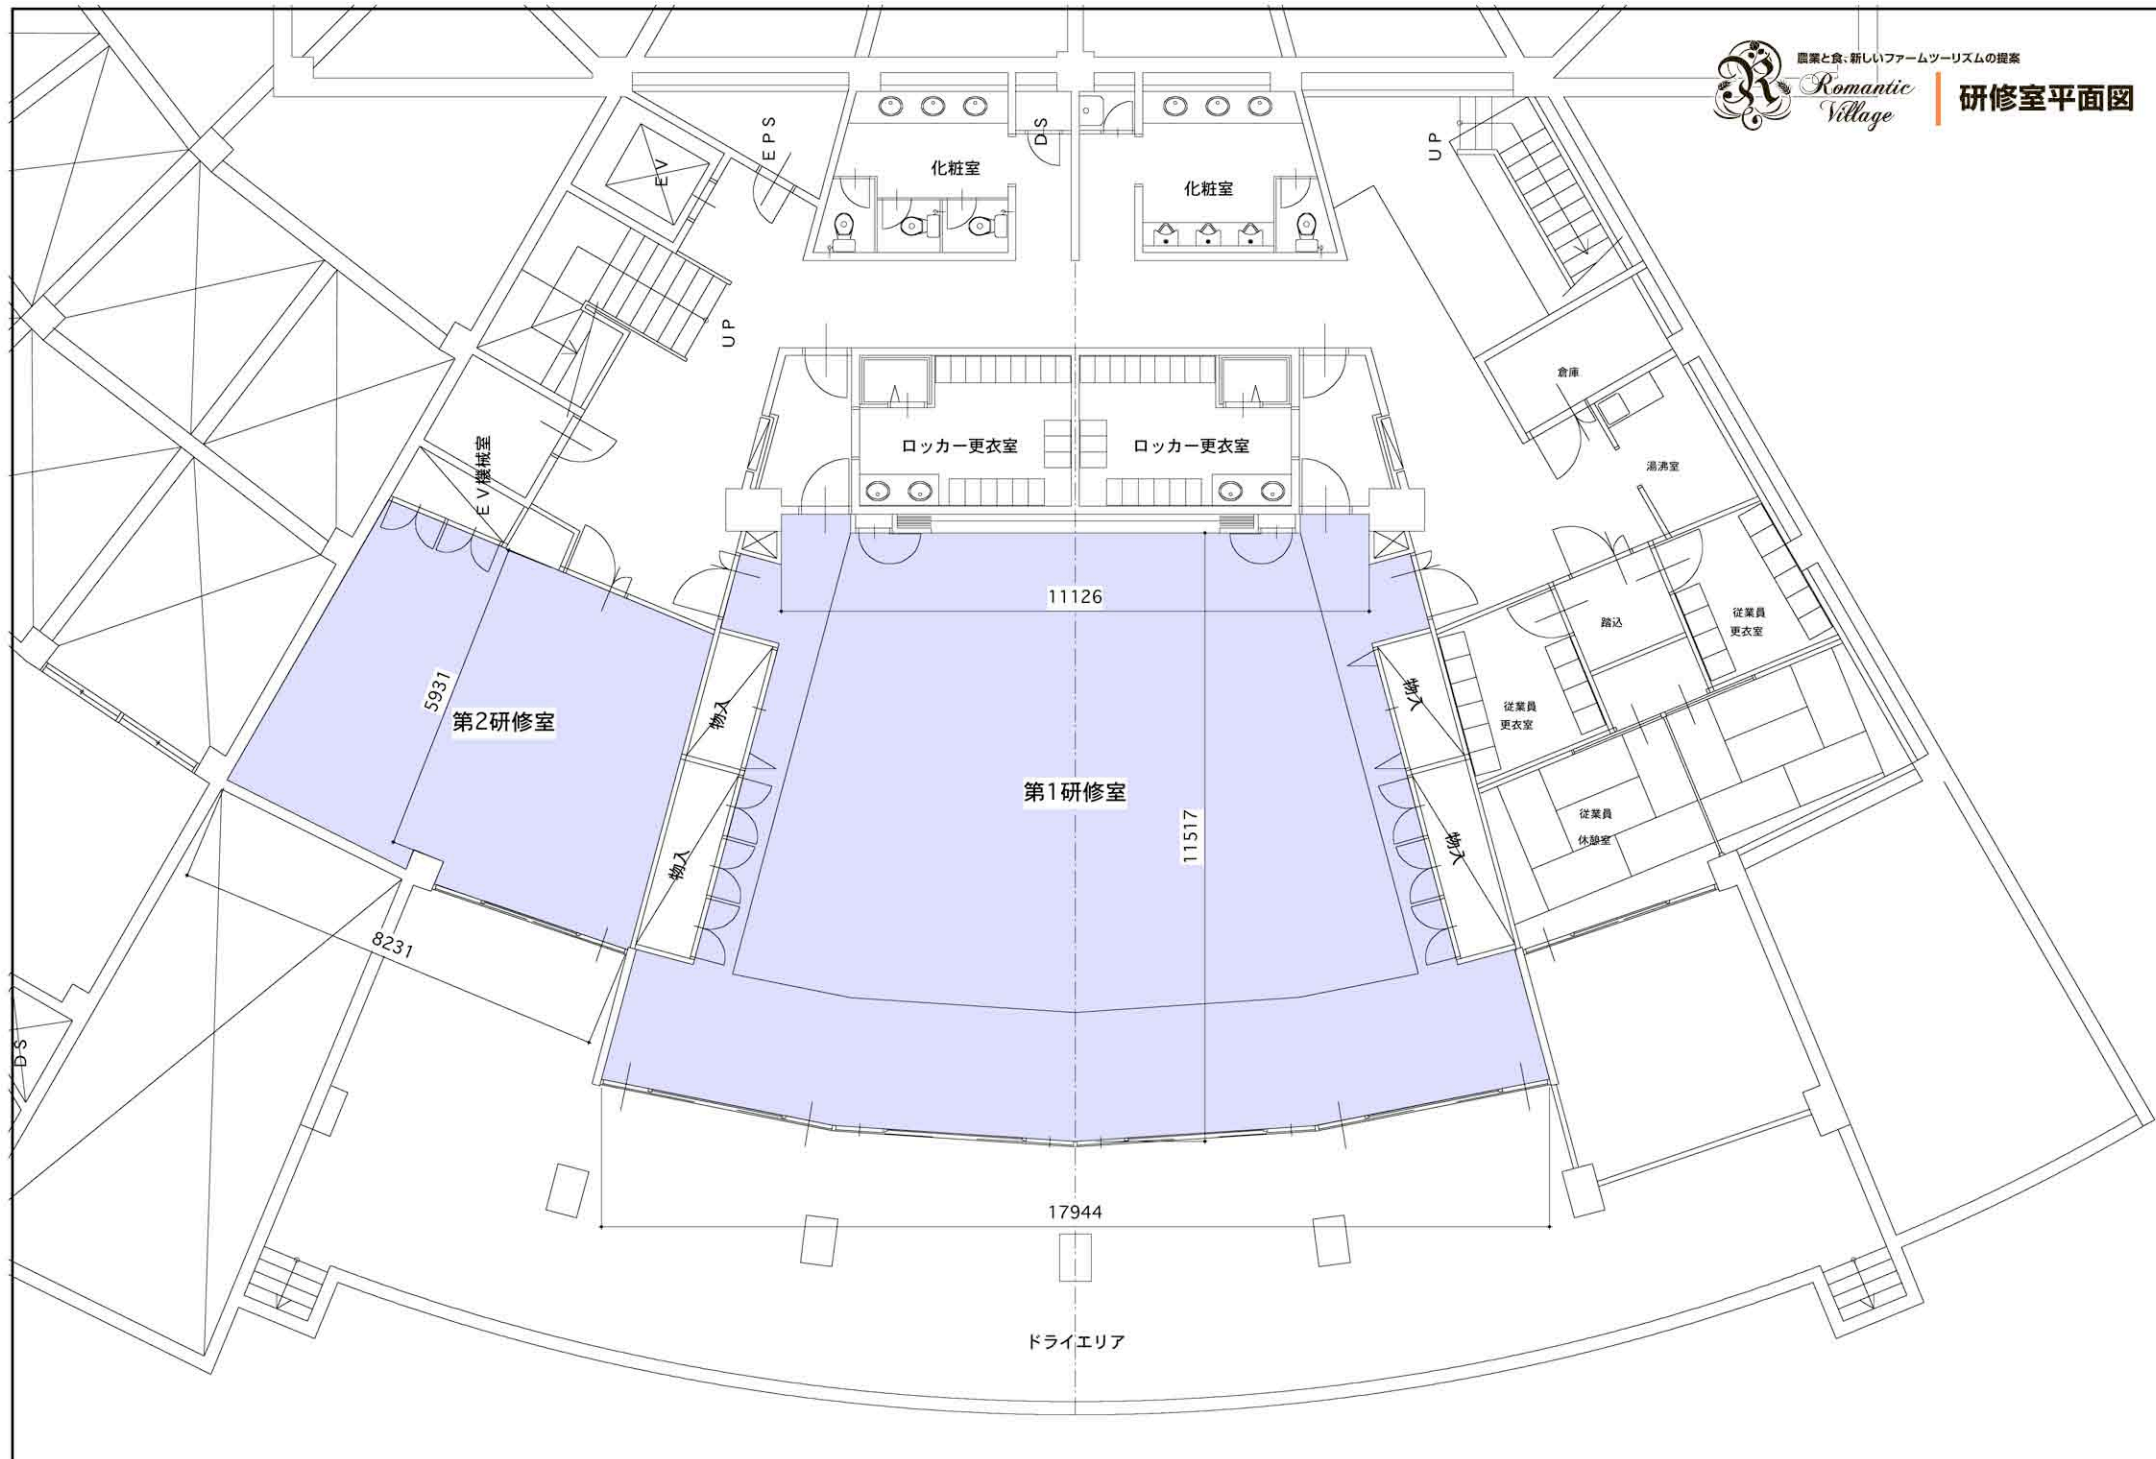 農業と食、新しいファームツーリズムの提案
Romantic
Village
研修室平面図
EPS
DS
UP
EV
化粧室
化粧室
UP
倉庫
ロッカー更衣室
ロッカー更衣室
湯沸室
EV機械室
11126
踏込
従業員
更衣室
5931
第2研修室
物入
物入
従業員
更衣室
第1研修室
11517
物入
物入
従業員
休憩室
8231
DS
17944
ドライエリア